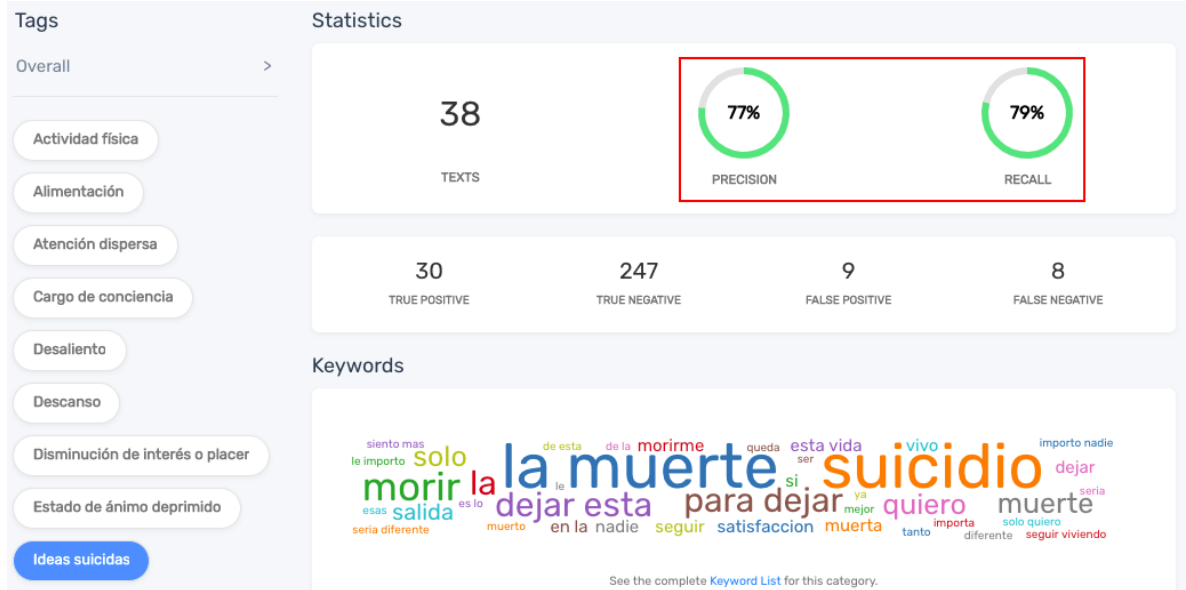 Tags
Overall >
Actividad física
Alimentación
Atención dispersa
Cargo de conciencia
Desaliento
Descanso
Disminución de interés o placer
Estado de ánimo deprimido
Ideas suicidas
Statistics
38
TEXTS
77%
PRECISION
79%
RECALL
30
TRUE POSITIVE
247
TRUE NEGATIVE
9
FALSE POSITIVE
8
FALSE NEGATIVE
Keywords
siento mas
de esta
de la
morirme
queda
esta vida
vivo
importo nadie
le importo
solo
la muerte
ser
suicidio
dejar
morir
la
le
si
seria
esas
salida
es lo
dejar esta
para dejar
ya
mejor
quiero
muerte
seria diferente
muerto
en la
nadie
seguir
satisfaccion
muerta
tanto
importa
diferente
solo quiero
seguir viviendo
See the complete Keyword List for this category.